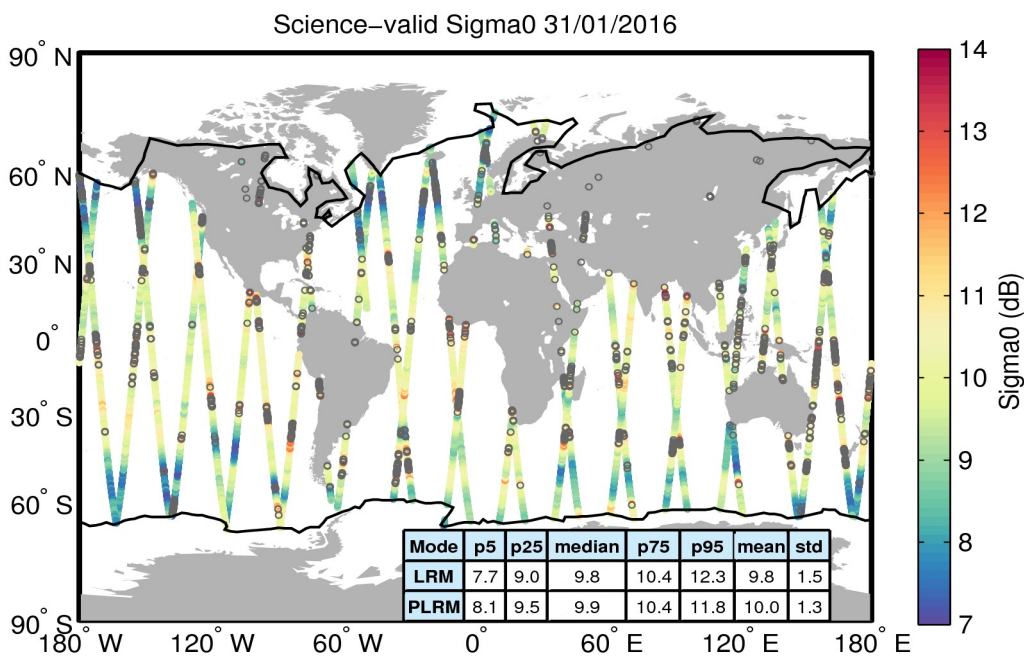 Science−valid Sigma0 31/01/2016
90° N
60° N
30° N
0°
30° S
60° S
90° S
180° W
120° W
60° W
0°
60° E
120° E
180° E
Mode p5 p25 median p75 p95 mean std
LRM 7.7 9.0 9.8 10.4 12.3 9.8 1.5
PLRM 8.1 9.5 9.9 10.4 11.8 10.0 1.3
14
13
12
11
10
9
8
7
Sigma0 (dB)